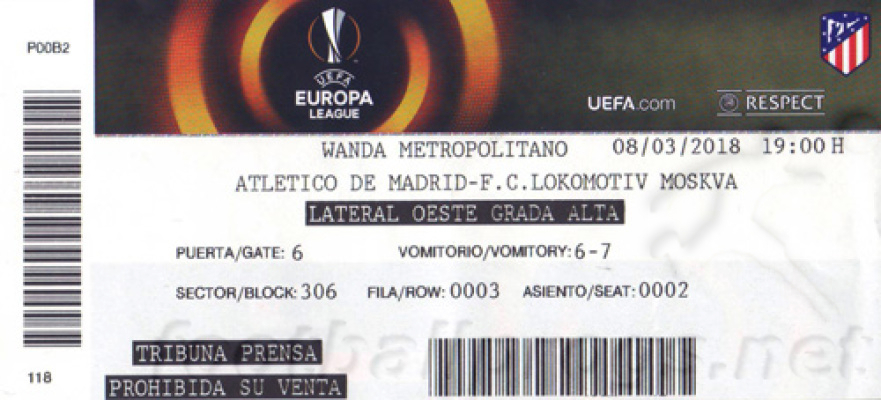 P00B2
UEFA
EUROPA
LEAGUE
UEFA.com
RESPECT
WANDA METROPOLITANO 08/03/2018 19:00 H
ATLETICO DE MADRID-F.C.LOKOMOTIV MOSKVA
LATERAL OESTE GRADA ALTA
PUERTA/GATE: 6 VOMITORIO/VOMITORY: 6-7
SECTOR/BLOCK: 306 FILA/ROW: 0003 ASIENTO/SEAT: 0002
TRIBUNA PRENSA
PROHIBIDA SU VENTA
118